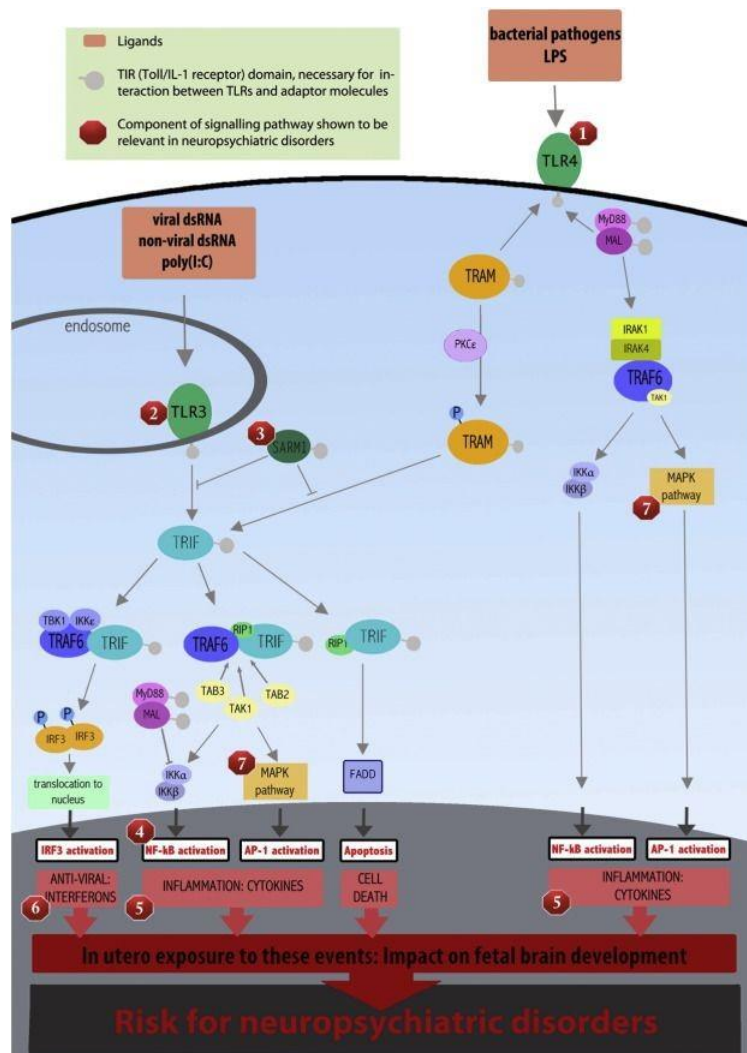 Ligands
TIR (Toll/IL-1 receptor) domain, necessary for in-
teraction between TLRs and adaptor molecules
Component of signalling pathway shown to be
relevant in neuropsychiatric disorders
bacterial pathogens
LPS
1
TLR4
MyD88
MAL
viral dsRNA
non-viral dsRNA
poly(I:C)
TRAM
endosome
PKCε
IRAK1
IRAK4
TRAF6
TAK1
2
TLR3
3
SARM1
P
TRAM
IKKα
IKKβ
MAPK
pathway
7
TRIF
TBK1
IKKε
TRAF6
TRIF
RIP1
TRAF6
TRIF
RIP1
TRIF
MyD88
MAL
TAB3
TAK1
TAB2
P
P
IRF3
IRF3
IKKα
IKKβ
7
MAPK
pathway
FADD
translocation to
nucleus
4
IRF3 activation
NF-kB activation
AP-1 activation
Apoptosis
NF-kB activation
AP-1 activation
ANTI-VIRAL:
INTERFERONS
6
INFLAMMATION: CYTOKINES
5
CELL
DEATH
INFLAMMATION:
CYTOKINES
5
In utero exposure to these events: Impact on fetal brain development
Risk for neuropsychiatric disorders